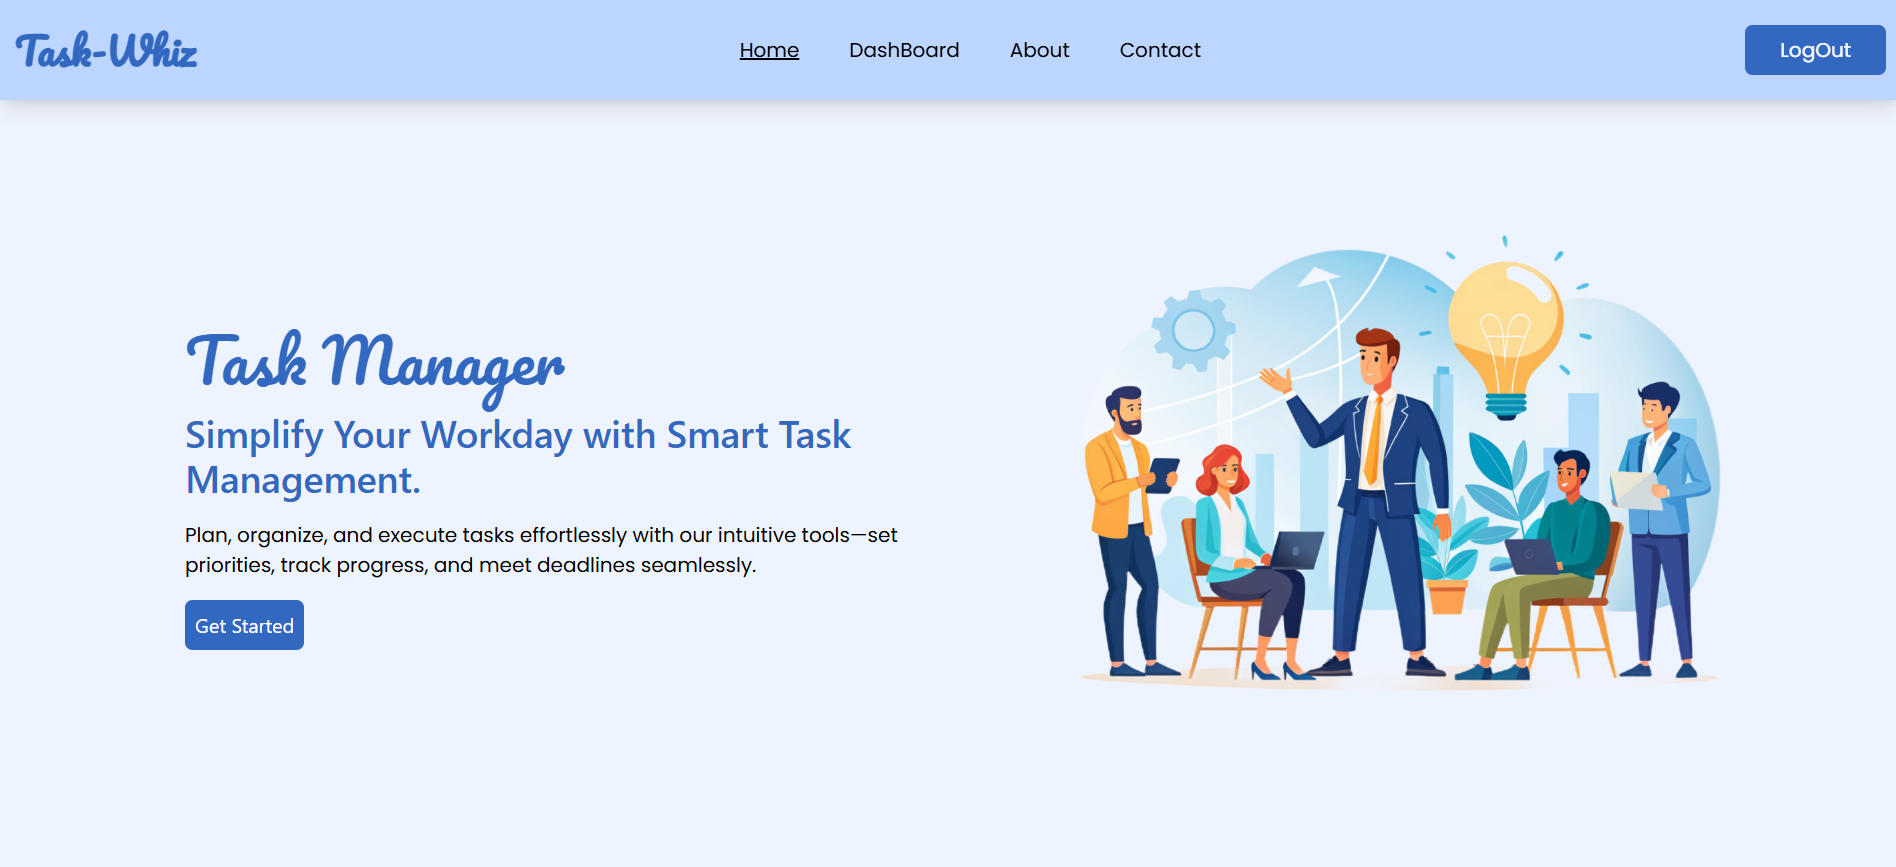 Task-Whiz
Home DashBoard About Contact
LogOut
Task Manager
Simplify Your Workday with Smart Task
Management.
Plan, organize, and execute tasks effortlessly with our intuitive tools—set
priorities, track progress, and meet deadlines seamlessly.
Get Started